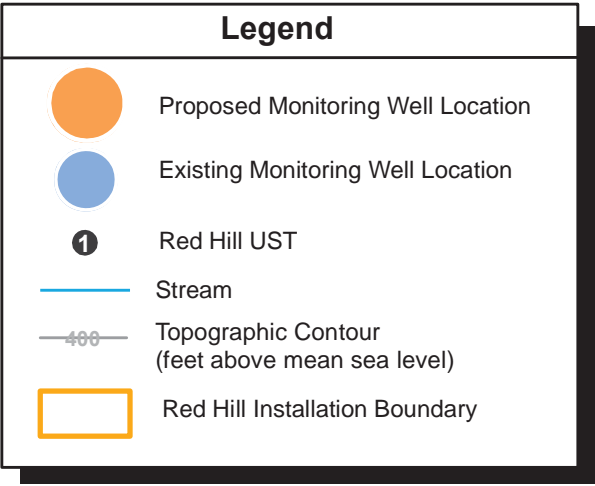 Legend
Proposed Monitoring Well Location
Existing Monitoring Well Location
1 Red Hill UST
Stream
400 Topographic Contour
(feet above mean sea level)
Red Hill Installation Boundary